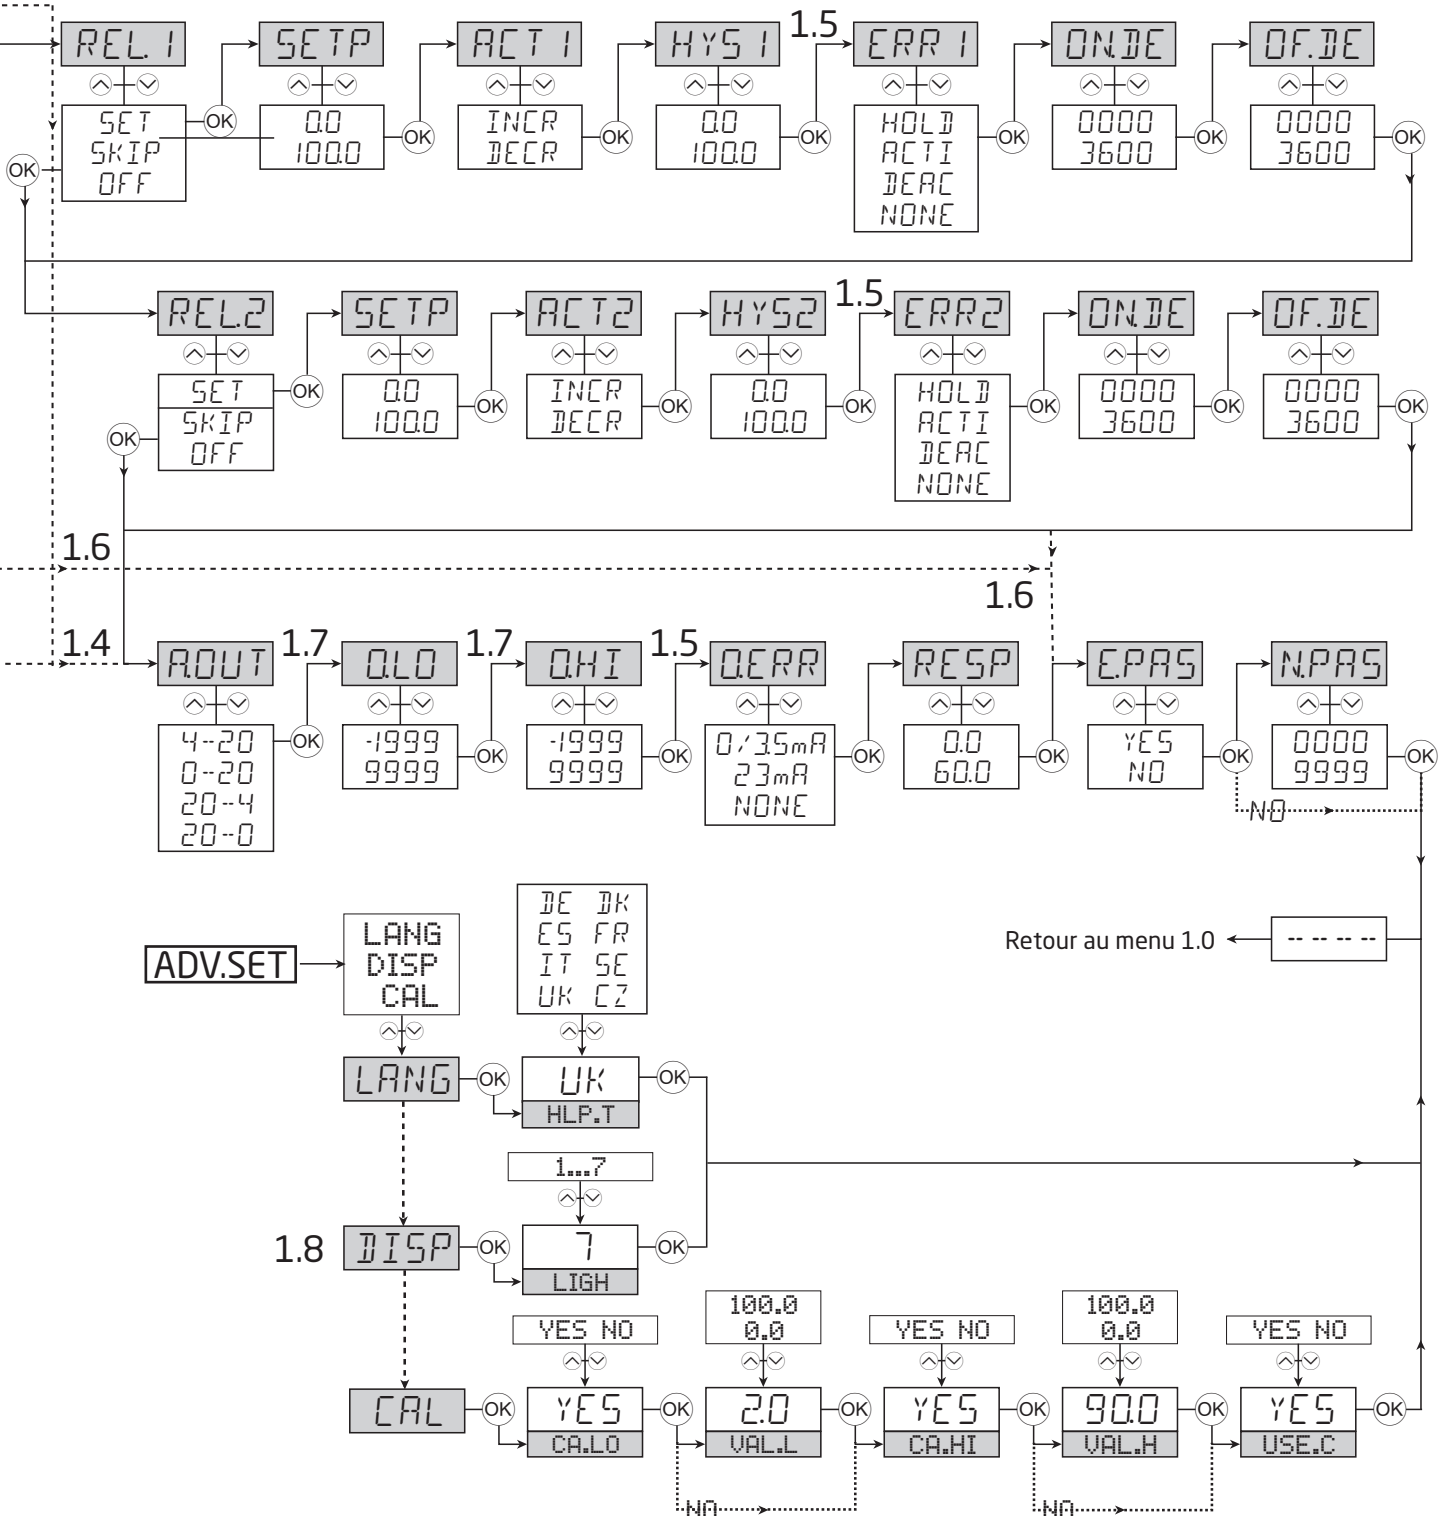 REL.1 SETP ACT1 HYS1 1.5 ERR1 ON.DE OF.DE
SET 0.0 INCR 0.0 HOLD 0000 0000
SKIP 100.0 DECR 100.0 ACTI 3600 3600
OFF DEAC
NONE
OK OK OK OK OK OK OK OK
REL.2 SETP ACT2 HYS2 1.5 ERR2 ON.DE OF.DE
SET 0.0 INCR 0.0 HOLD 0000 0000
SKIP 100.0 DECR 100.0 ACTI 3600 3600
OFF DEAC
NONE
OK OK OK OK OK OK OK OK
1.6
1.6
1.4 A.OUT 1.7 O.LO 1.7 O.HI 1.5 O.ERR RESP E.PAS N.PAS
4--20 -1999 -1999 0/3.5mA 0.0 YES 0000
0--20 9999 9999 23mA 60.0 NO 9999
20--4 NONE
20--0
OK OK OK OK OK OK OK
NO
ADV.SET
LANG
DISP
CAL
DE DK
ES FR
IT SE
UK CZ
Retour au menu 1.0 -- -- -- --
LANG OK UK OK
HLP.T
1...7
1.8 DISP OK 7 OK
LIGH
YES NO 100.0 YES NO 100.0 YES NO
0.0 0.0
CAL OK YES OK 2.0 OK YES OK 90.0 OK YES OK
CA.LO VAL.L CA.HI VAL.H USE.C
NO NO